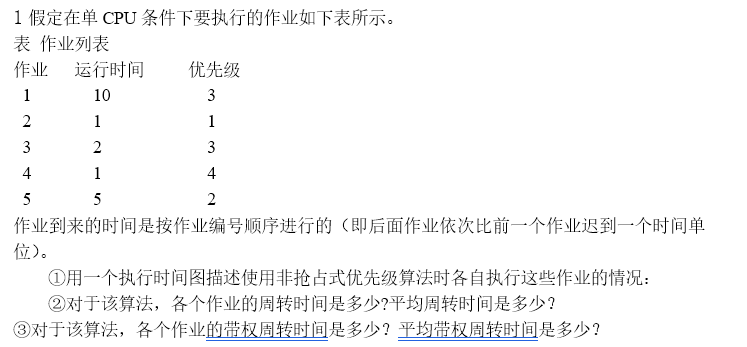 1 假定在单 CPU 条件下要执行的作业如下表所示。
表 作业列表
作业 运行时间 优先级
1 10 3
2 1 1
3 2 3
4 1 4
5 5 2
作业到来的时间是按作业编号顺序进行的（即后面作业依次比前一个作业迟到一个时间单
位）。
①用一个执行时间图描述使用非抢占式优先级算法时各自执行这些作业的情况：
②对于该算法，各个作业的周转时间是多少?平均周转时间是多少？
③对于该算法，各个作业的带权周转时间是多少？平均带权周转时间是多少？